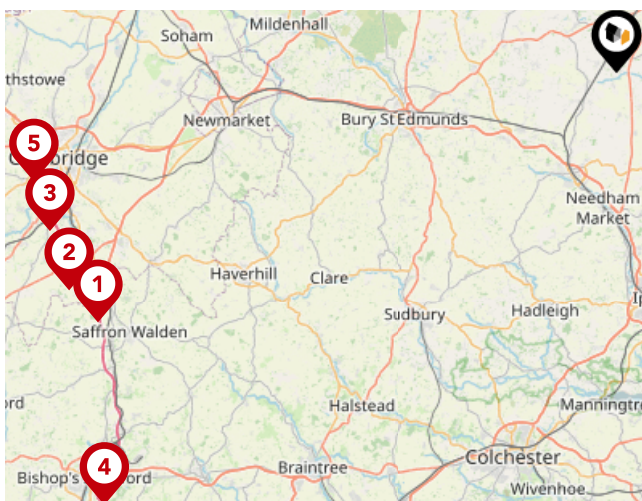 Mildenhall
Soham
thstowe
Newmarket
Bury St Edmunds
5
bridge
3
Needham
Market
2
1
Haverhill
Clare
Saffron Walden
Sudbury
Hadleigh
Ip
ord
Halstead
Manningtre
4
Bishop's
ford
Braintree
Colchester
Wivenhoe